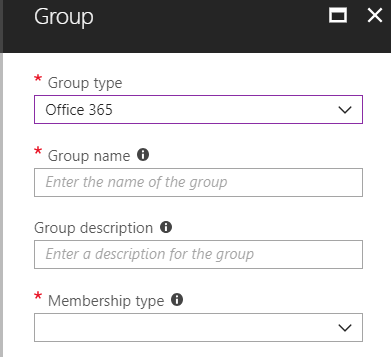 Group
* Group type
Office 365
* Group name
Enter the name of the group
Group description
Enter a description for the group
* Membership type